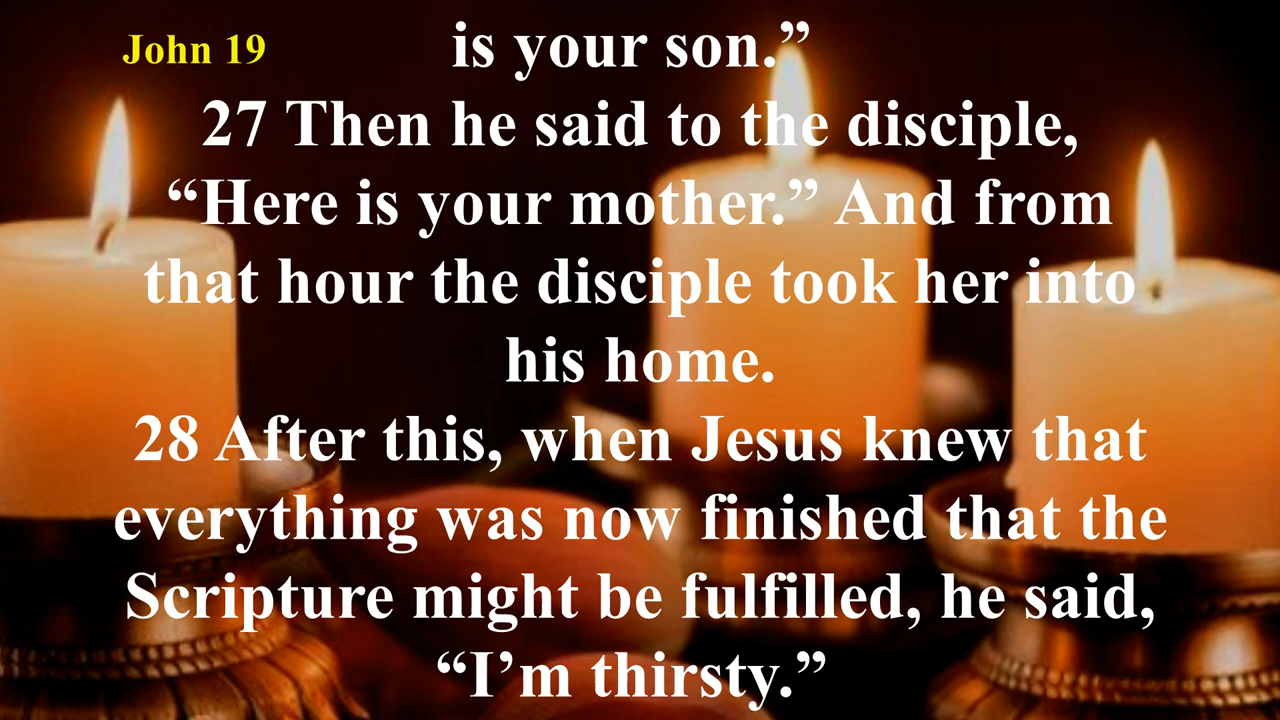 John 19
is your son.”
27 Then he said to the disciple,
“Here is your mother.” And from
that hour the disciple took her into
his home.
28 After this, when Jesus knew that
everything was now finished that the
Scripture might be fulfilled, he said,
“I’m thirsty.”